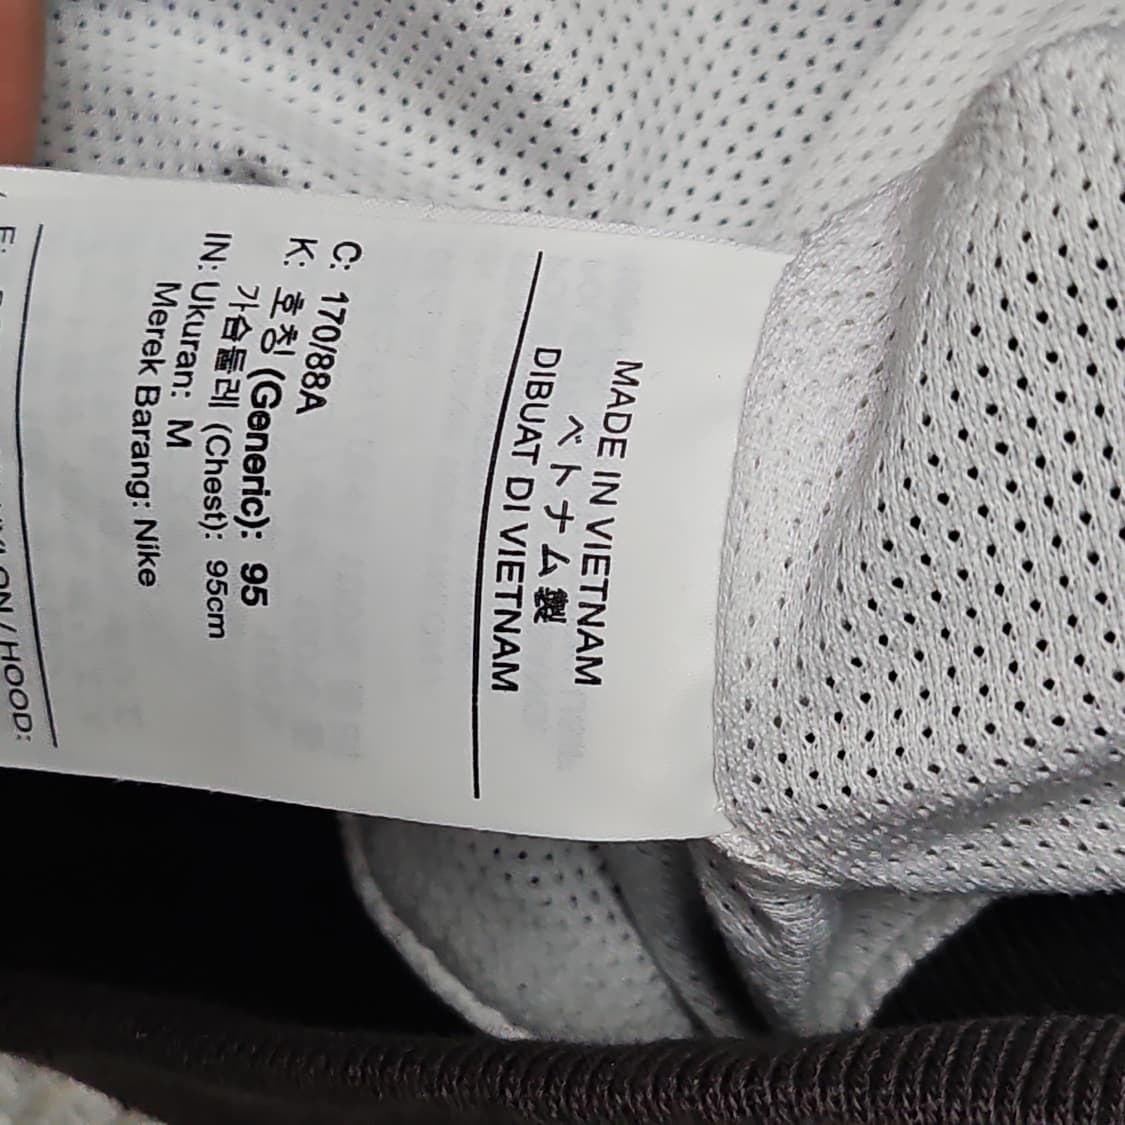 MADE IN VIETNAM
ベトナム製
DIBUAT DI VIETNAM
C: 170/88A
K: 호칭 (Generic): 95
가슴둘레 (Chest): 95cm
IN: Ukuran: M
Merek Barang: Nike
/HOOD: